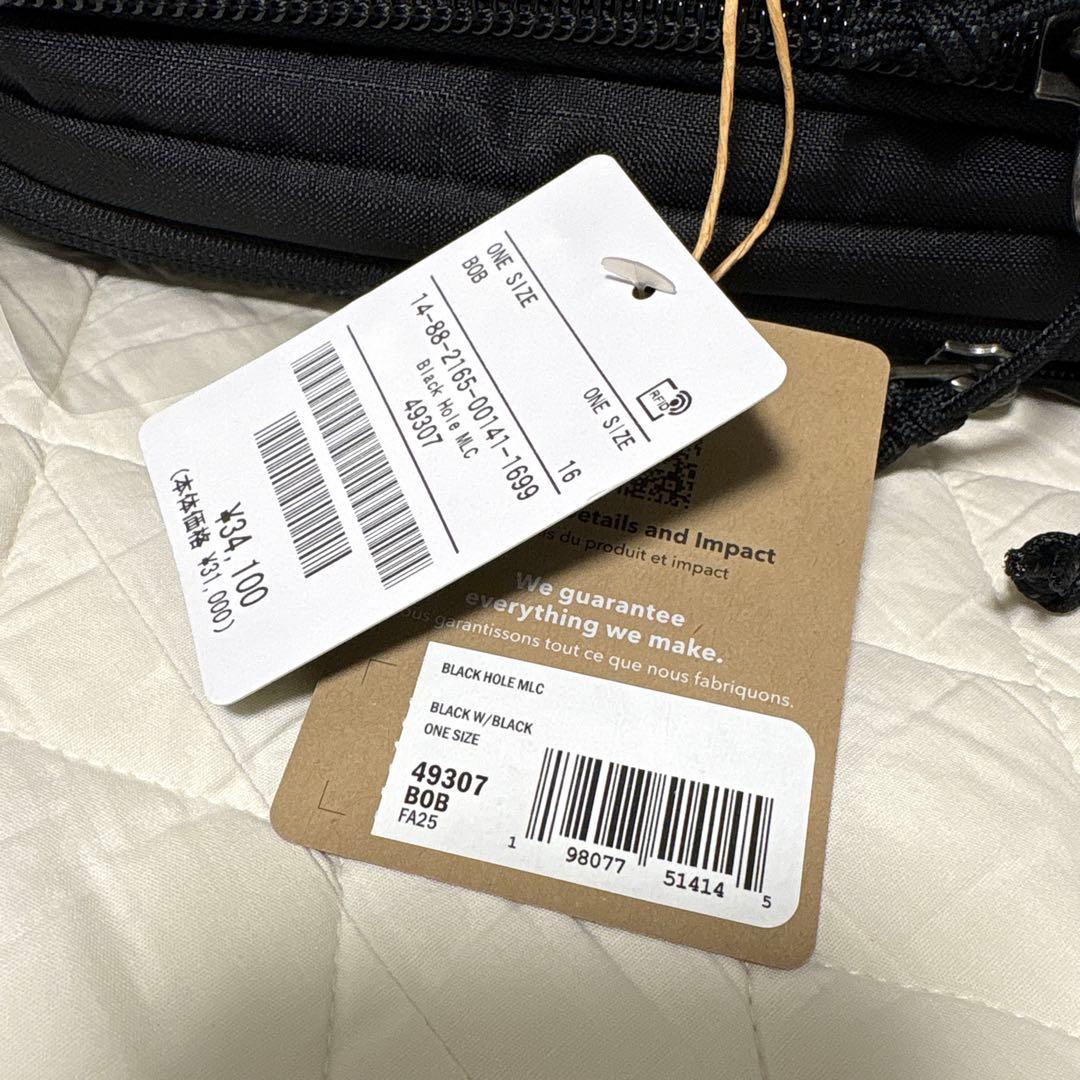 ONE SIZE
BOB
RFID
ONE SIZE
16
14-88-2165-00141-1699
Black Hole MLC
49307
¥34,100
(本体価格 ¥31,000)
and Impact
du produit et impact
We guarantee
everything we make.
garantissons tout ce que nous fabriquons.
BLACK HOLE MLC
BLACK W/BLACK
ONE SIZE
49307
BOB
FA25
1 98077 51414 5